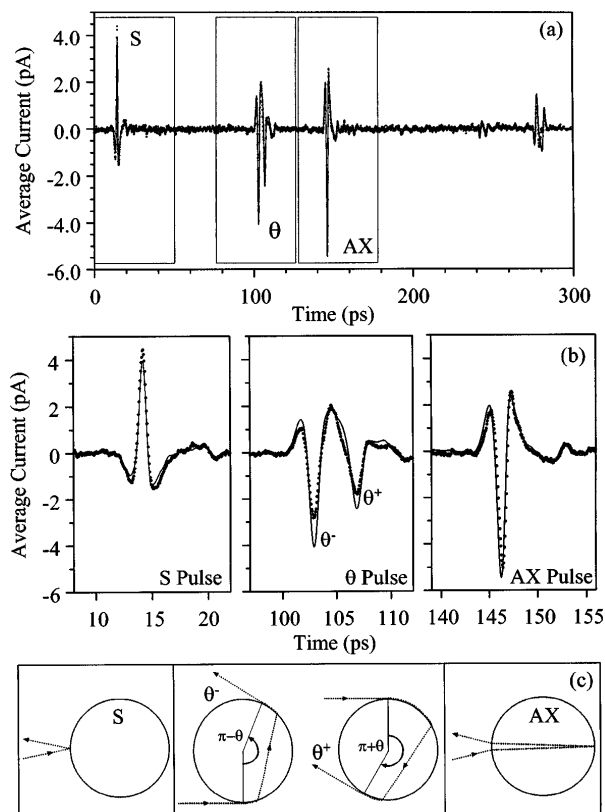 4.0
2.0
0.0
-2.0
-4.0
-6.0
Average Current (pA)
S
θ
AX
(a)
0
100
200
300
Time (ps)
4
2
0
-2
-4
-6
Average Current (pA)
(b)
θ-
θ+
S Pulse
θ Pulse
AX Pulse
10
15
20
100
105
110
140
145
150
155
Time (ps)
(c)
S
θ-
π−θ
π+θ
θ+
AX